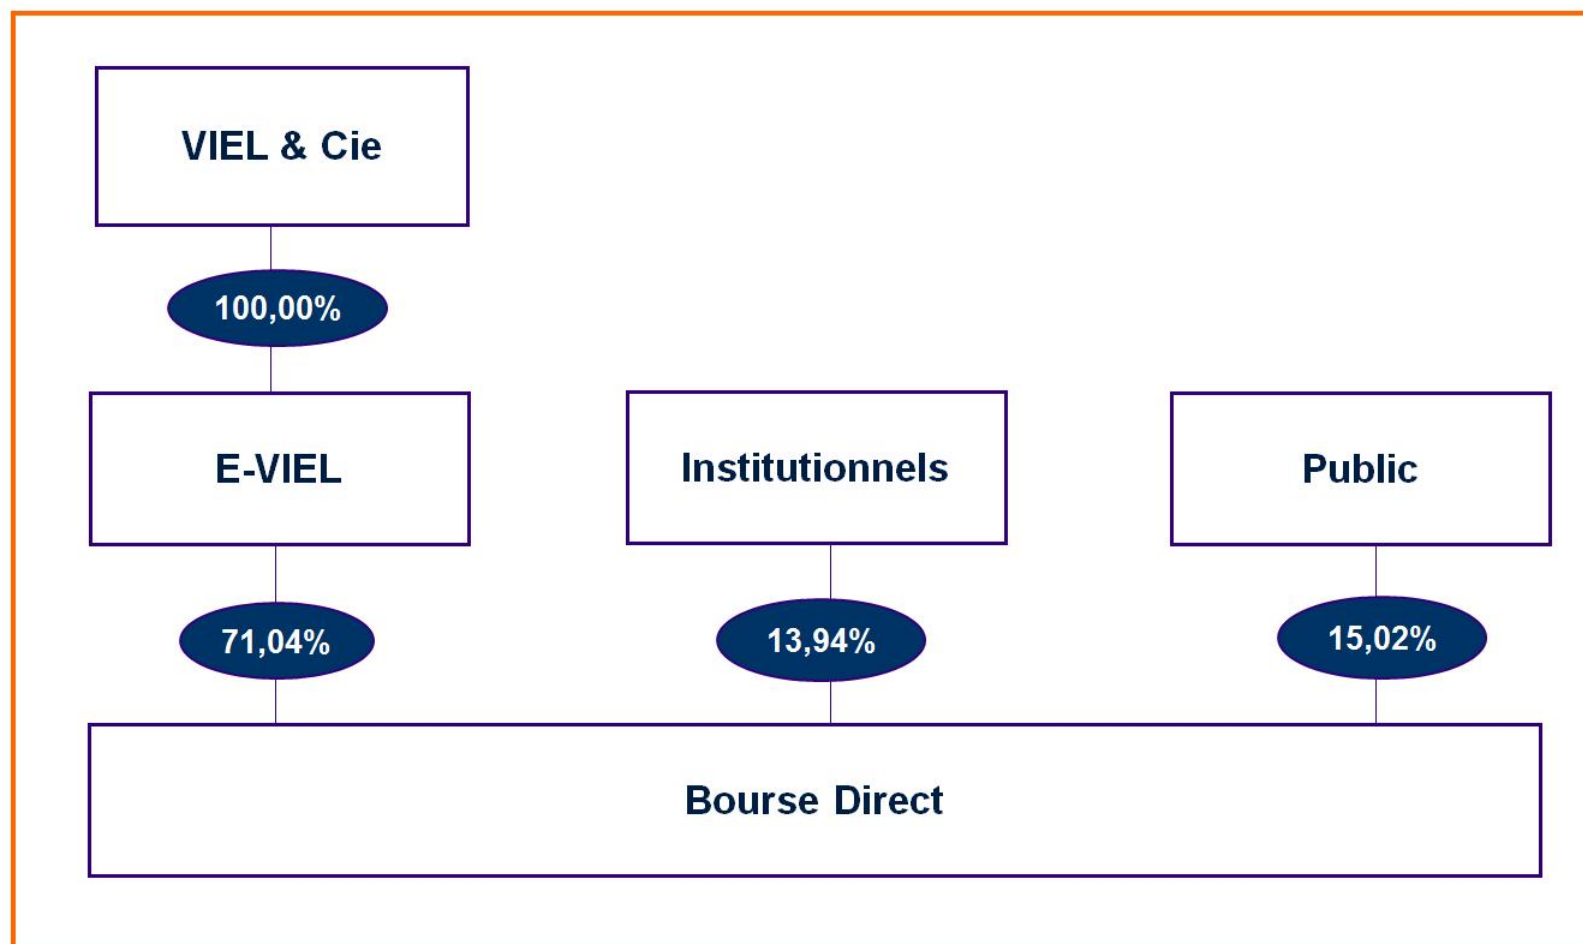 VIEL & Cie
100,00%
E-VIEL
Institutionnels
Public
71,04%
13,94%
15,02%
Bourse Direct